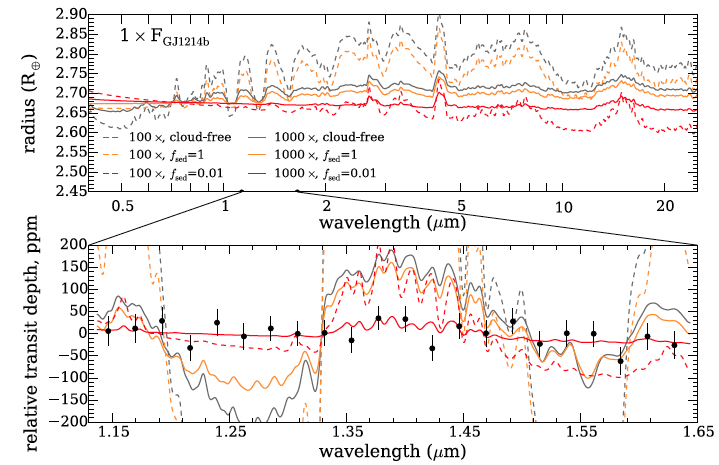 2.90
2.85
2.80
2.75
2.70
2.65
2.60
2.55
2.50
2.45
radius (R⊕)
1 × F_GJ1214b
100×, cloud-free
100×, f_sed=1
100×, f_sed=0.01
1000×, cloud-free
1000×, f_sed=1
1000×, f_sed=0.01
0.5 1 2 5 10 20
wavelength (μm)
200
150
100
50
0
−50
−100
−150
−200
relative transit depth, ppm
1.15 1.25 1.35 1.45 1.55 1.65
wavelength (μm)